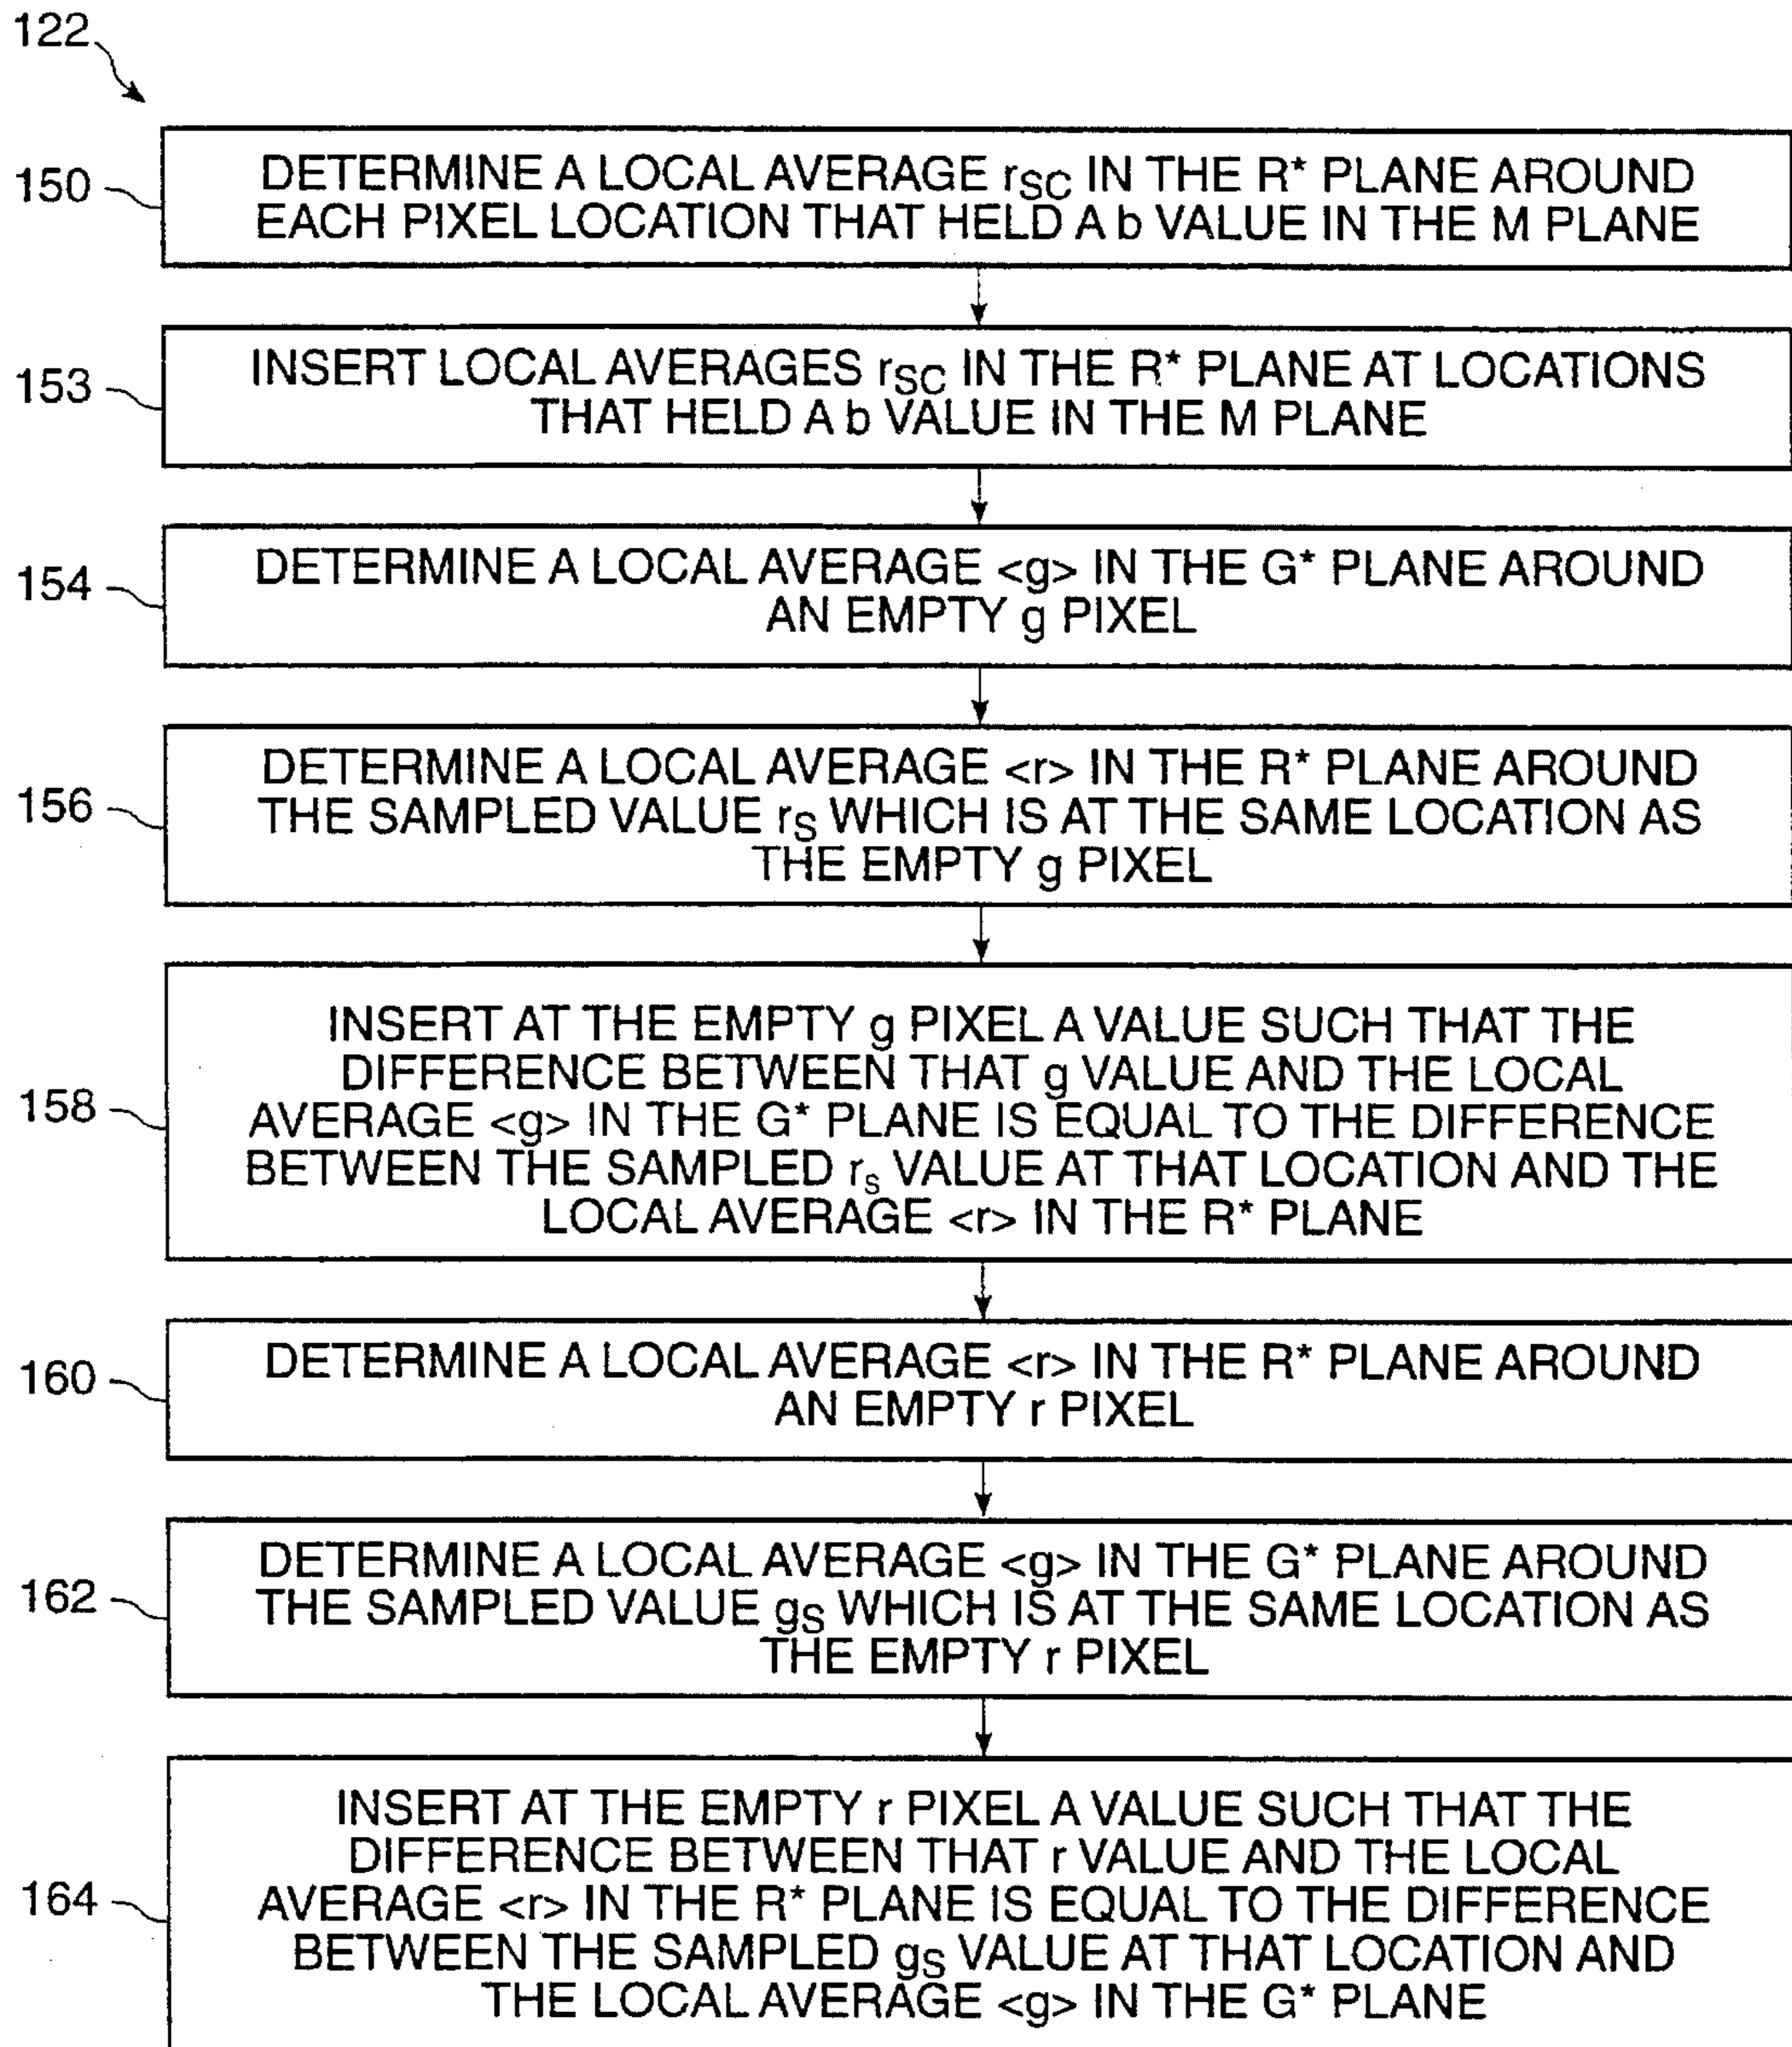 122
150
DETERMINE A LOCAL AVERAGE rSC IN THE R* PLANE AROUND
EACH PIXEL LOCATION THAT HELD A b VALUE IN THE M PLANE
153
INSERT LOCAL AVERAGES rSC IN THE R* PLANE AT LOCATIONS
THAT HELD A b VALUE IN THE M PLANE
154
DETERMINE A LOCAL AVERAGE <g> IN THE G* PLANE AROUND
AN EMPTY g PIXEL
156
DETERMINE A LOCAL AVERAGE <r> IN THE R* PLANE AROUND
THE SAMPLED VALUE rS WHICH IS AT THE SAME LOCATION AS
THE EMPTY g PIXEL
158
INSERT AT THE EMPTY g PIXEL A VALUE SUCH THAT THE
DIFFERENCE BETWEEN THAT g VALUE AND THE LOCAL
AVERAGE <g> IN THE G* PLANE IS EQUAL TO THE DIFFERENCE
BETWEEN THE SAMPLED rs VALUE AT THAT LOCATION AND THE
LOCAL AVERAGE <r> IN THE R* PLANE
160
DETERMINE A LOCAL AVERAGE <r> IN THE R* PLANE AROUND
AN EMPTY r PIXEL
162
DETERMINE A LOCAL AVERAGE <g> IN THE G* PLANE AROUND
THE SAMPLED VALUE gS WHICH IS AT THE SAME LOCATION AS
THE EMPTY r PIXEL
164
INSERT AT THE EMPTY r PIXEL A VALUE SUCH THAT THE
DIFFERENCE BETWEEN THAT r VALUE AND THE LOCAL
AVERAGE <r> IN THE R* PLANE IS EQUAL TO THE DIFFERENCE
BETWEEN THE SAMPLED gS VALUE AT THAT LOCATION AND
THE LOCAL AVERAGE <g> IN THE G* PLANE